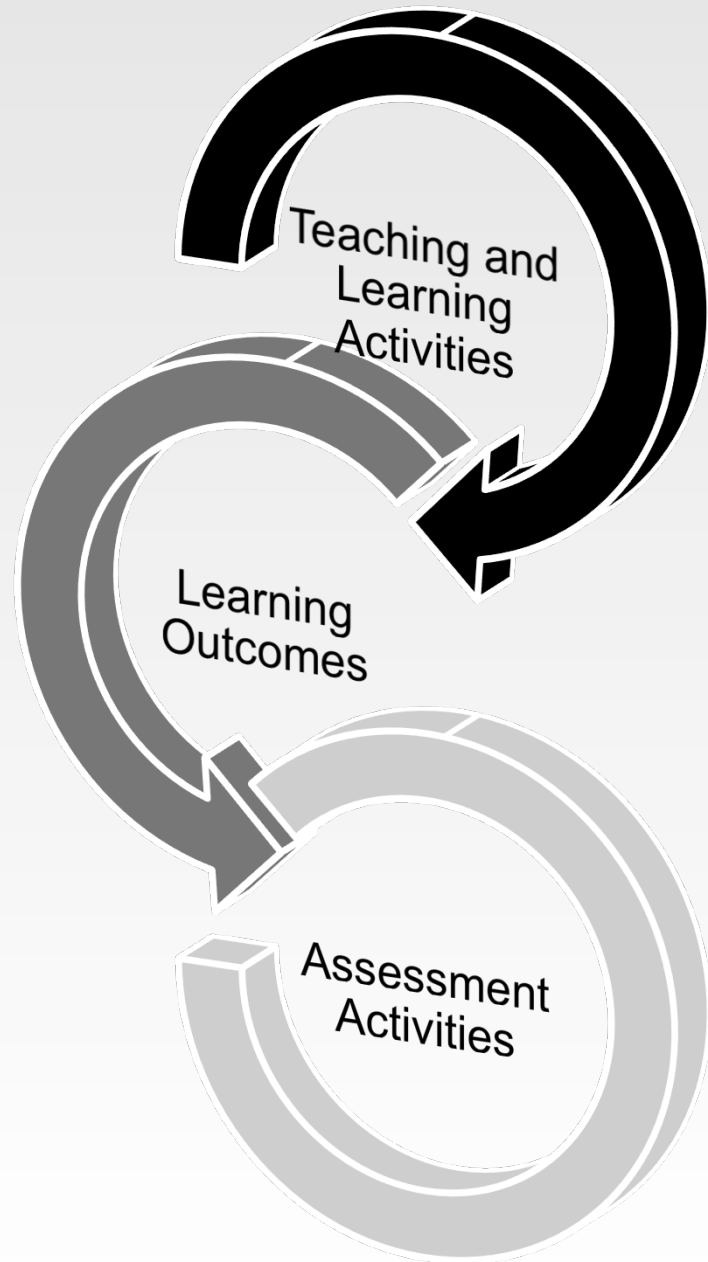 Teaching and
Learning
Activities
Learning
Outcomes
Assessment
Activities